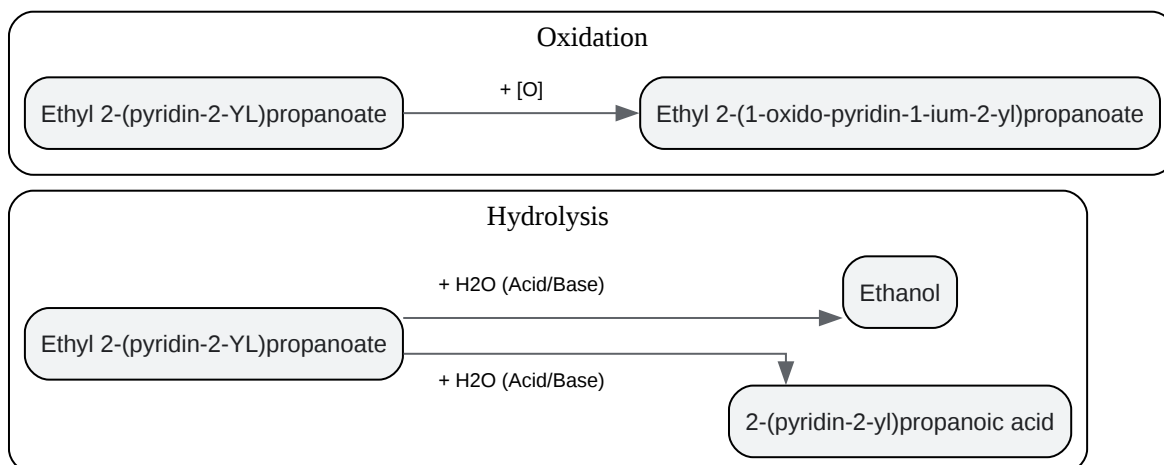 Oxidation
+ [O]
Ethyl 2-(pyridin-2-YL)propanoate
Ethyl 2-(1-oxido-pyridin-1-ium-2-yl)propanoate
Hydrolysis
+ H2O (Acid/Base)
Ethanol
Ethyl 2-(pyridin-2-YL)propanoate
+ H2O (Acid/Base)
2-(pyridin-2-yl)propanoic acid